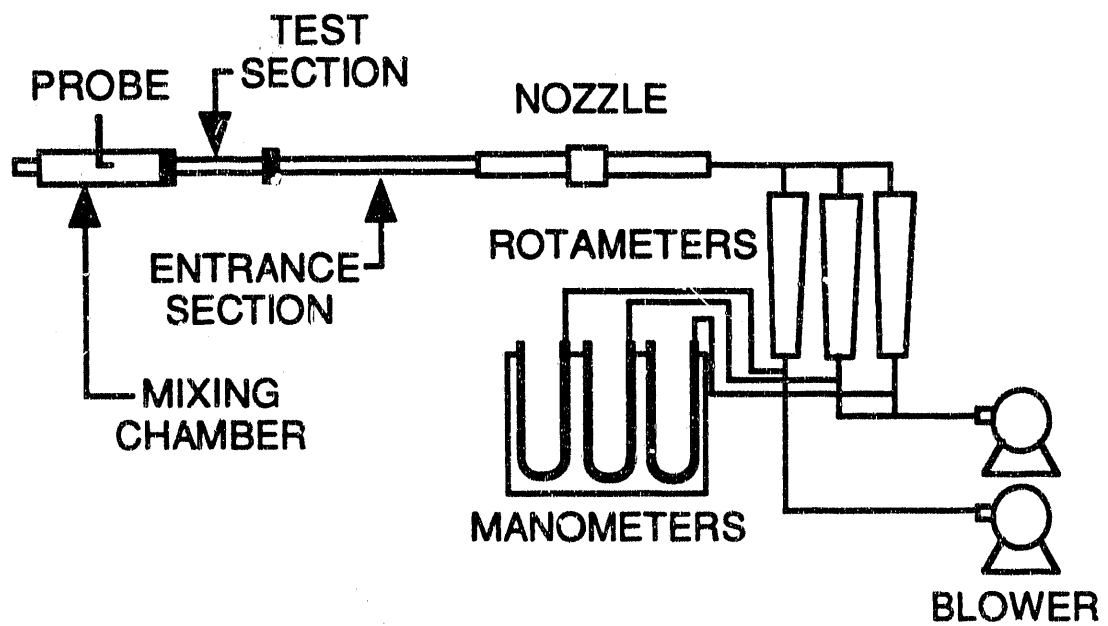 TEST
SECTION
PROBE
NOZZLE
ROTAMETERS
ENTRANCE
SECTION
MIXING
CHAMBER
MANOMETERS
BLOWER